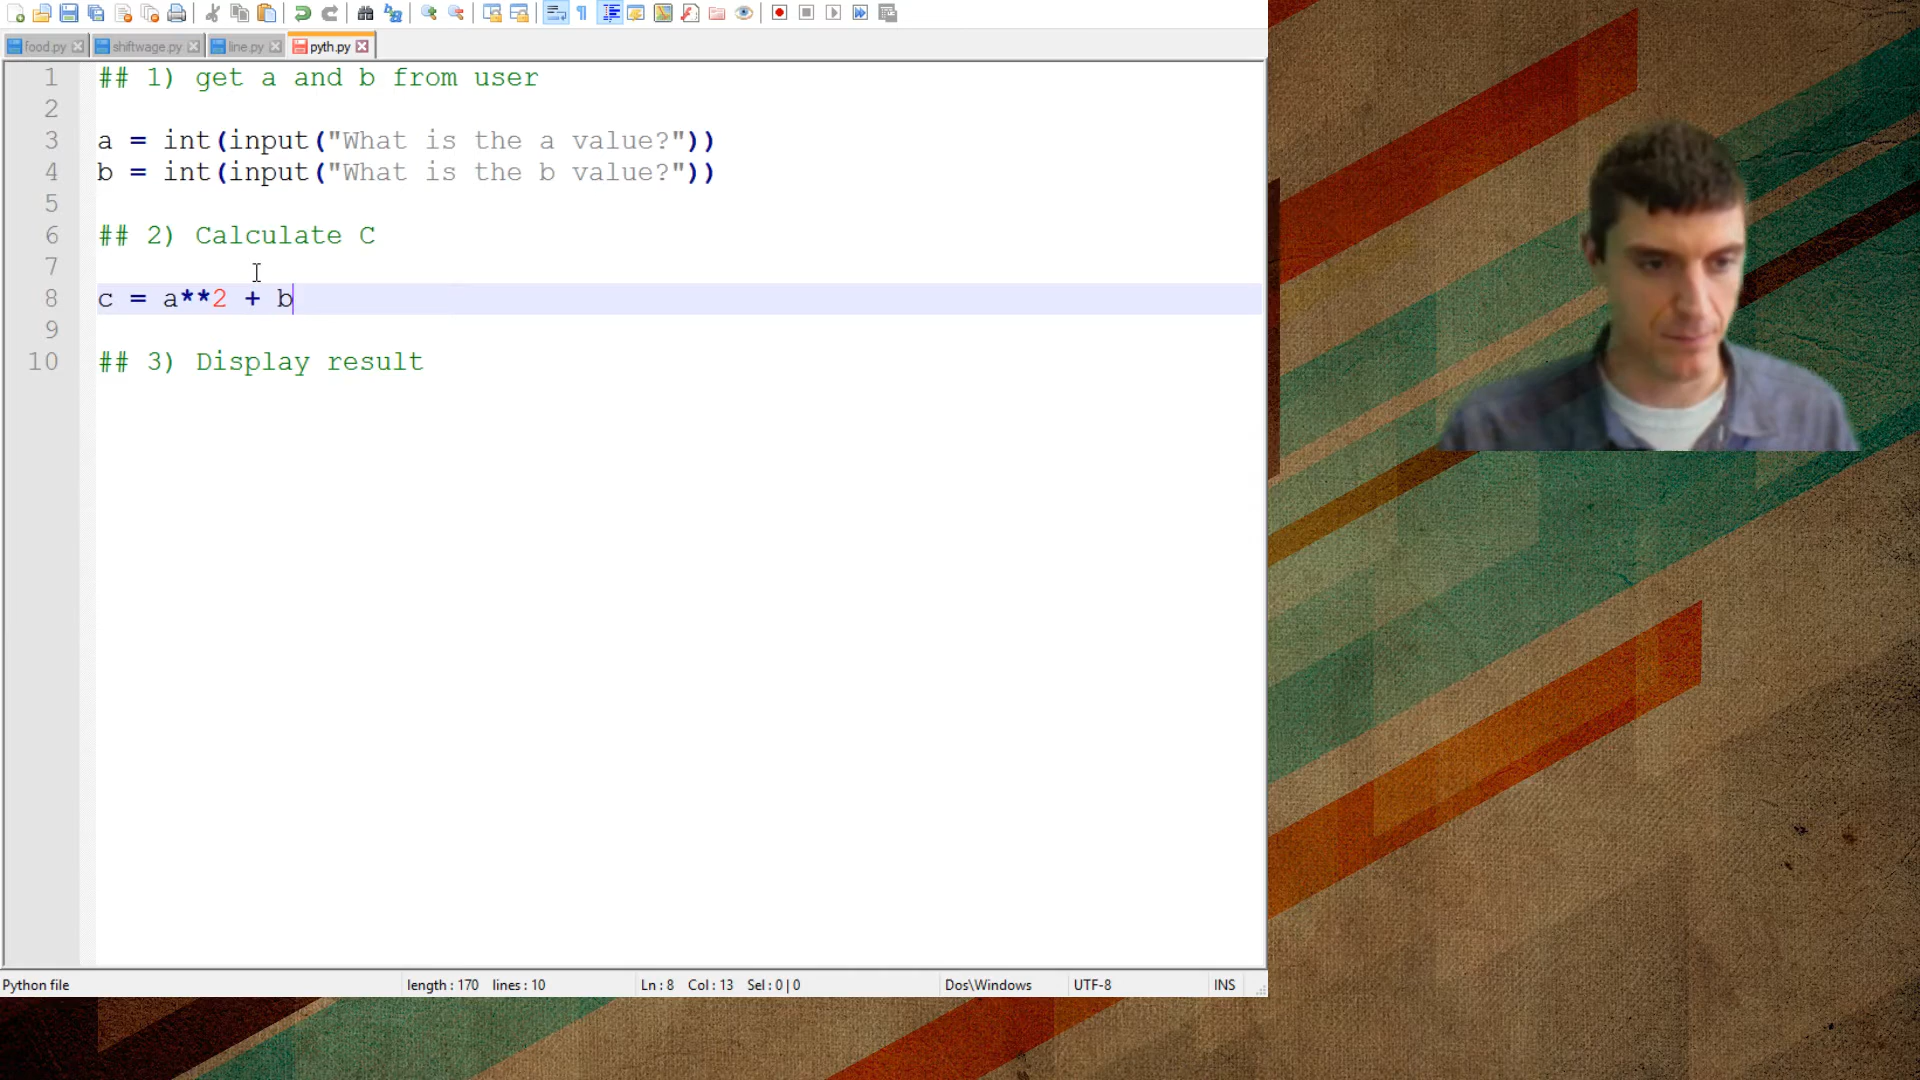 food.py shiftwage.py line.py pyth.py
1 ## 1) get a and b from user
2
3 a = int(input("What is the a value?"))
4 b = int(input("What is the b value?"))
5
6 ## 2) Calculate C
7
8 c = a**2 + b
9
10 ## 3) Display result
Python file length : 170 lines : 10 Ln : 8 Col : 13 Sel : 0 | 0 Dos\Windows UTF-8 INS